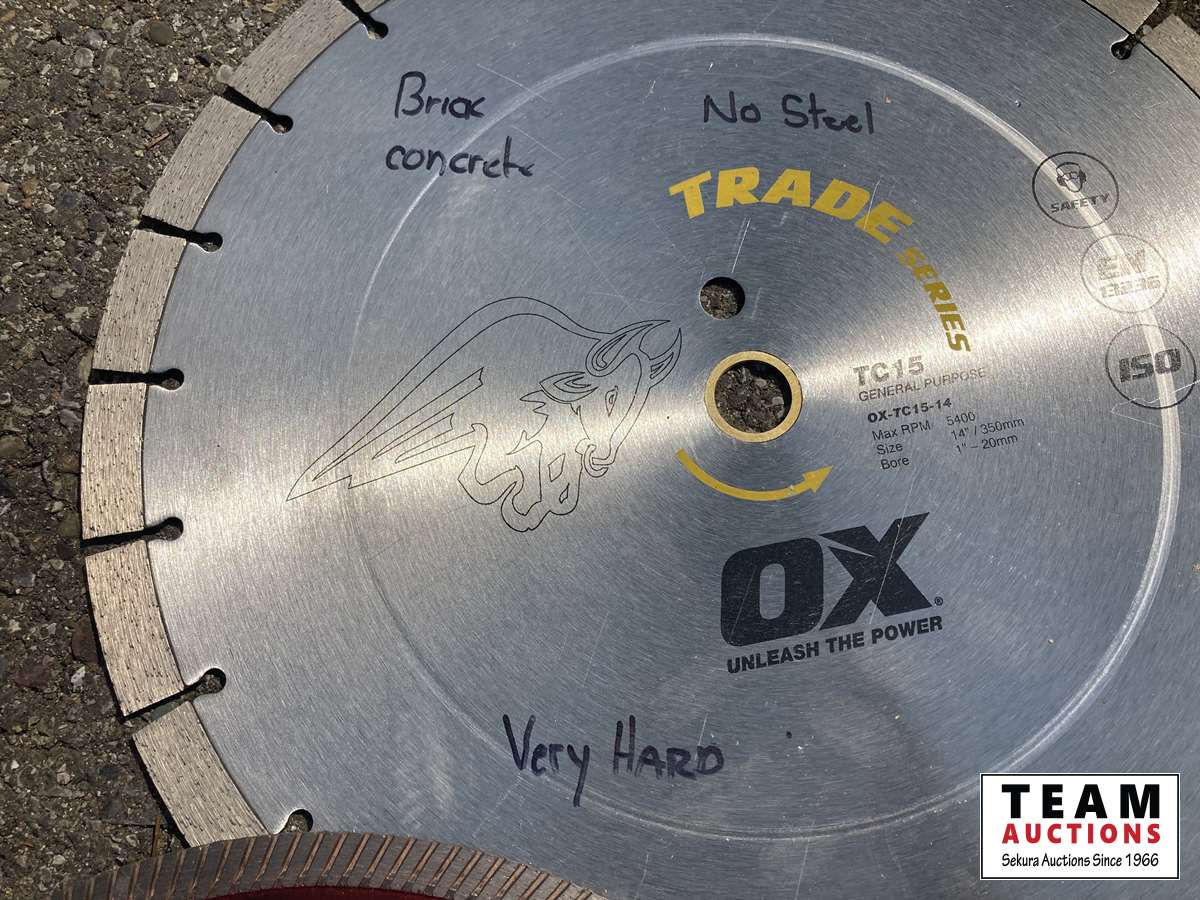 Brick
concrete
No Steel
TRADE SERIES
SAFETY
EN
13236
ISO
TC15
GENERAL PURPOSE
OX-TC15-14
Max RPM 5400
Size 14" / 350mm
Bore 1" - 20mm
OX®
UNLEASH THE POWER
Very HARD
TEAM
AUCTIONS
Sekura Auctions Since 1966